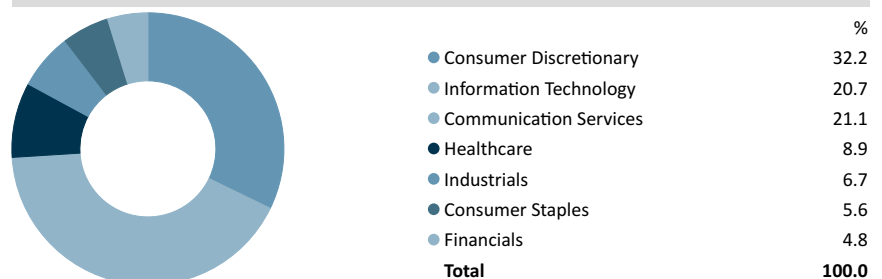 %
Consumer Discretionary 32.2
Information Technology 20.7
Communication Services 21.1
Healthcare 8.9
Industrials 6.7
Consumer Staples 5.6
Financials 4.8
Total 100.0